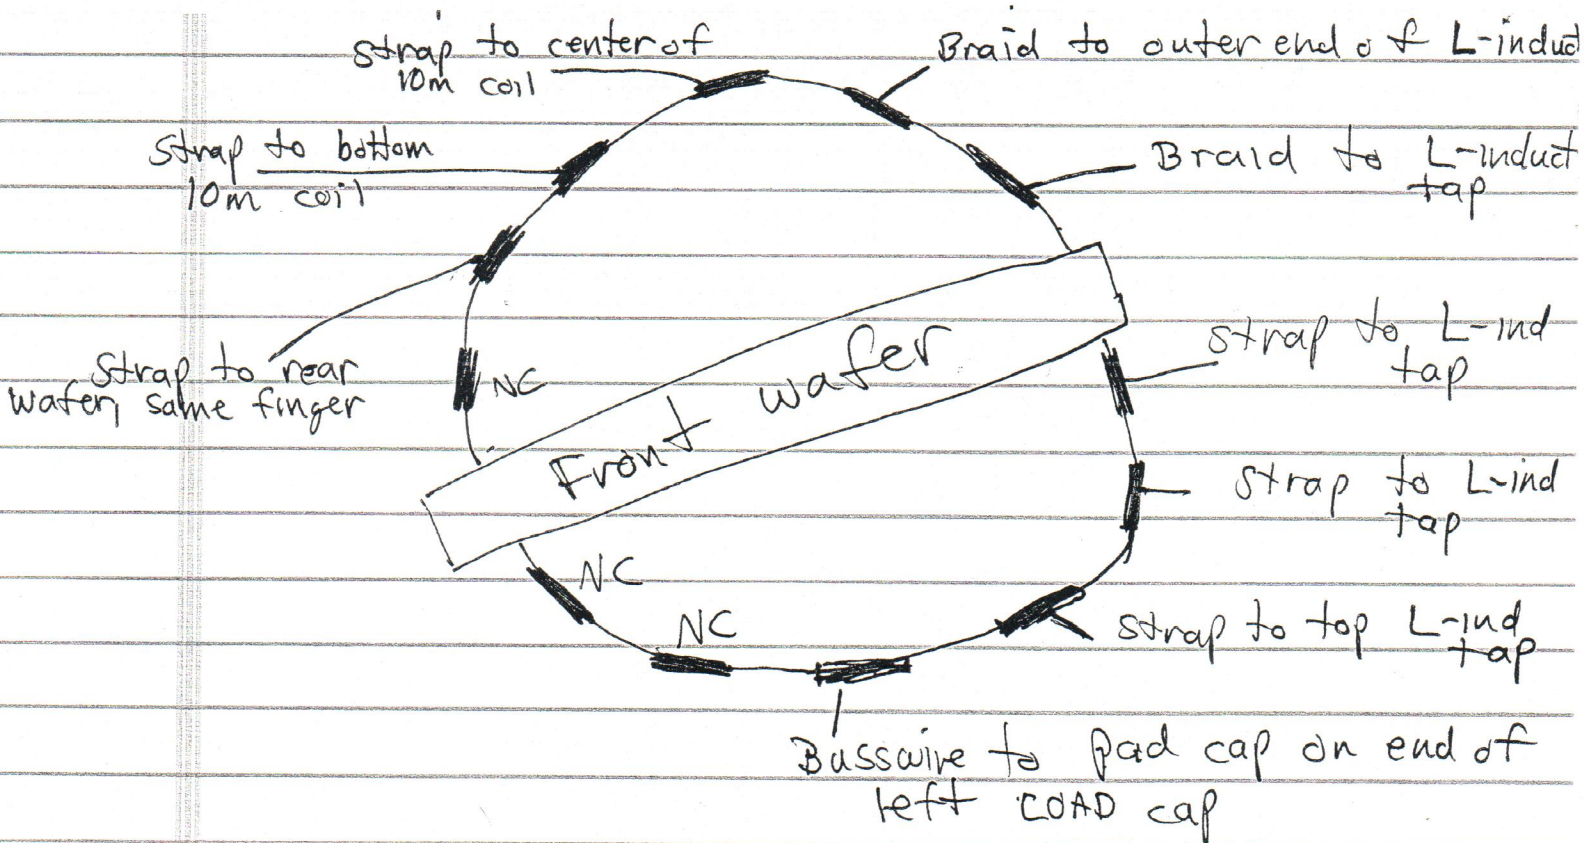 strap to center of
10m coil
Braid to outer end of L-induct
Strap to bottom
10m coil
Braid to L-induct
tap
Strap to rear
wafer, same finger
NC
Front wafer
strap to L-ind
tap
strap to L-ind
tap
NC
NC
strap to top L-ind
tap
Busswire to pad cap on end of
left LOAD cap